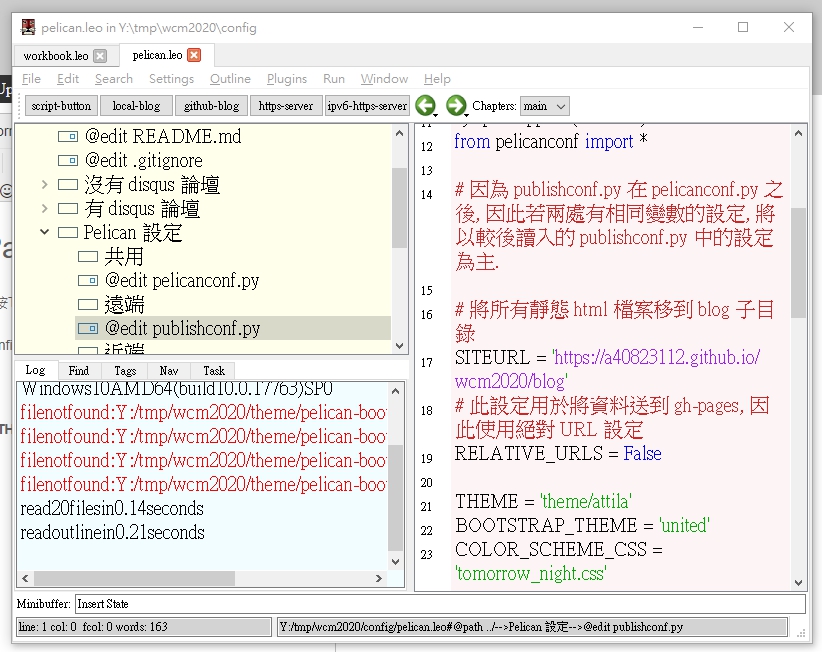 pelican.leo in Y:\tmp\wcm2020\config
workbook.leo
pelican.leo
File Edit Search Settings Outline Plugins Run Window Help
script-button local-blog github-blog https-server ipv6-https-server Chapters: main
@edit README.md
@edit .gitignore
沒有 disqus 論壇
有 disqus 論壇
Pelican 設定
共用
@edit pelicanconf.py
遠端
@edit publishconf.py
近端
Log Find Tags Nav Task
Windows10AMD64(build10.0.17763)SP0
filenotfound:Y:/tmp/wcm2020/theme/pelican-boo
filenotfound:Y:/tmp/wcm2020/theme/pelican-boo
filenotfound:Y:/tmp/wcm2020/theme/pelican-boo
filenotfound:Y:/tmp/wcm2020/theme/pelican-boo
read20filesin0.14seconds
readoutlinein0.21seconds
12 from pelicanconf import *
13
14 # 因為 publishconf.py 在 pelicanconf.py 之
後, 因此若兩處有相同變數的設定, 將
以較後讀入的 publishconf.py 中的設定
為主.
15
16 # 將所有靜態 html 檔案移到 blog 子目
錄
17 SITEURL = 'https://a40823112.github.io/
wcm2020/blog'
18 # 此設定用於將資料送到 gh-pages, 因
此使用絕對 URL 設定
19 RELATIVE_URLS = False
20
21 THEME = 'theme/attila'
22 BOOTSTRAP_THEME = 'united'
23 COLOR_SCHEME_CSS =
'tomorrow_night.css'
Minibuffer: Insert State
line: 1 col: 0 fcol: 0 words: 163
Y:/tmp/wcm2020/config/pelican.leo#@path ../-->Pelican 設定-->@edit publishconf.py